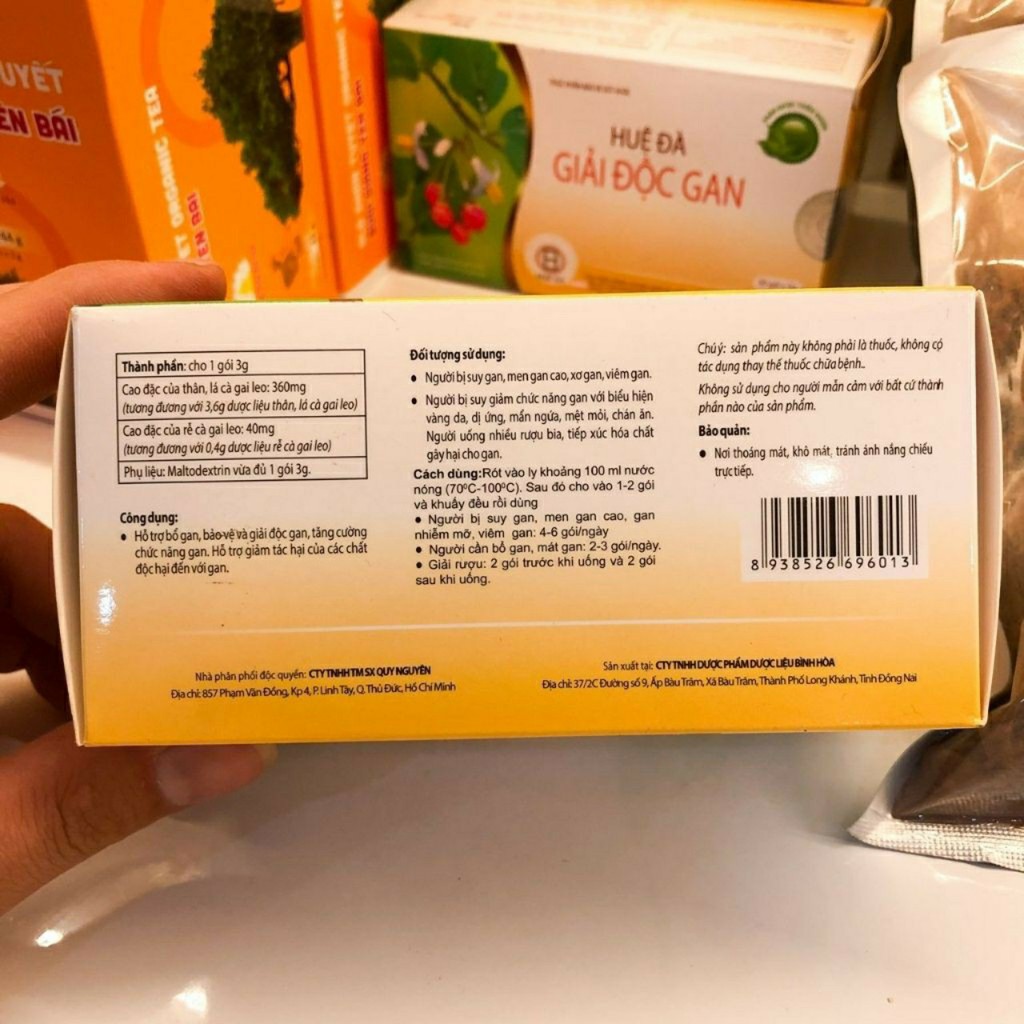 UYẾT
ÊN BÁI
ET ORGANIC TEA
ÊN BÁI
HUỆ ĐÀ
GIẢI ĐỘC GAN
Thành phần: cho 1 gói 3g
Cao đặc của thân, lá cà gai leo: 360mg
(tương đương với 3,6g dược liệu thân, lá cà gai leo)
Cao đặc của rễ cà gai leo: 40mg
(tương đương với 0,4g dược liệu rễ cà gai leo)
Phụ liệu: Maltodextrin vừa đủ 1 gói 3g.
Công dụng:
• Hỗ trợ bổ gan, bảo vệ và giải độc gan, tăng cường
chức năng gan. Hỗ trợ giảm tác hại của các chất
độc hại đến với gan.
Đối tượng sử dụng:
• Người bị suy gan, men gan cao, xơ gan, viêm gan.
• Người bị suy giảm chức năng gan với biểu hiện
vàng da, dị ứng, mẩn ngứa, mệt mỏi, chán ăn.
Người uống nhiều rượu bia, tiếp xúc hóa chất
gây hại cho gan.
Cách dùng: Rót vào ly khoảng 100 ml nước
nóng (70ºC-100ºC). Sau đó cho vào 1-2 gói
và khuấy đều rồi dùng
• Người bị suy gan, men gan cao, gan
nhiễm mỡ, viêm gan: 4-6 gói/ngày
• Người cần bổ gan, mát gan: 2-3 gói/ngày.
• Giải rượu: 2 gói trước khi uống và 2 gói
sau khi uống.
Chú ý: sản phẩm này không phải là thuốc, không có
tác dụng thay thế thuốc chữa bệnh..
Không sử dụng cho người mẫn cảm với bất cứ thành
phần nào của sản phẩm.
Bảo quản:
• Nơi thoáng mát, khô mát, tránh ánh nắng chiếu
trực tiếp.
8 938526 696013
Nhà phân phối độc quyền: CTY TNHH TM SX QUY NGUYÊN
Địa chỉ: 857 Phạm Văn Đồng, Kp 4, P. Linh Tây, Q. Thủ Đức, Hồ Chí Minh
Sản xuất tại: CTY TNHH DƯỢC PHẨM DƯỢC LIỆU BÌNH HÒA
Địa chỉ: 37/2C Đường số 9, Ấp Bàu Trâm, Xã Bàu Trâm, Thành Phố Long Khánh, Tỉnh Đồng Nai